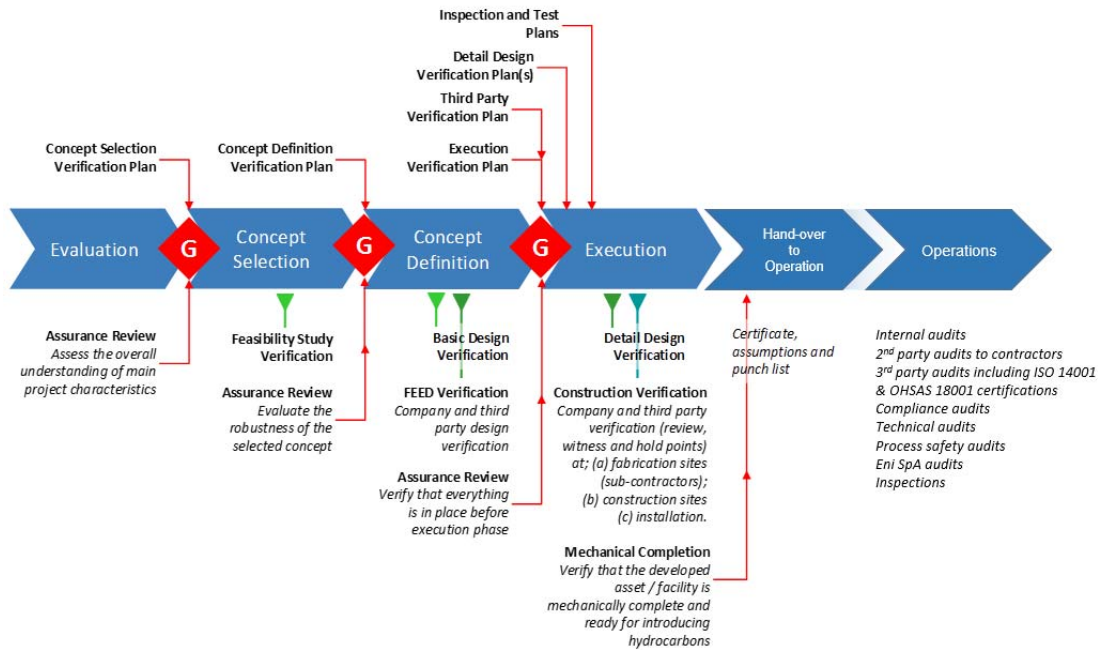 Inspection and Test
Plans
Detail Design
Verification Plan(s)
Third Party
Verification Plan
Concept Selection
Verification Plan
Concept Definition
Verification Plan
Execution
Verification Plan
Evaluation
G
Concept
Selection
G
Concept
Definition
G
Execution
Hand-over
to
Operation
Operations
Assurance Review
Assess the overall
understanding of main
project characteristics
Feasibility Study
Verification
Assurance Review
Evaluate the
robustness of the
selected concept
Basic Design
Verification
FEED Verification
Company and third
party design
verification
Assurance Review
Verify that everything
is in place before
execution phase
Detail Design
Verification
Construction Verification
Company and third party
verification (review,
witness and hold points)
at; (a) fabrication sites
(sub-contractors);
(b) construction sites
(c) installation.
Mechanical Completion
Verify that the developed
asset / facility is
mechanically complete and
ready for introducing
hydrocarbons
Certificate,
assumptions and
punch list
Internal audits
2nd party audits to contractors
3rd party audits including ISO 14001
& OHSAS 18001 certifications
Compliance audits
Technical audits
Process safety audits
Eni SpA audits
Inspections